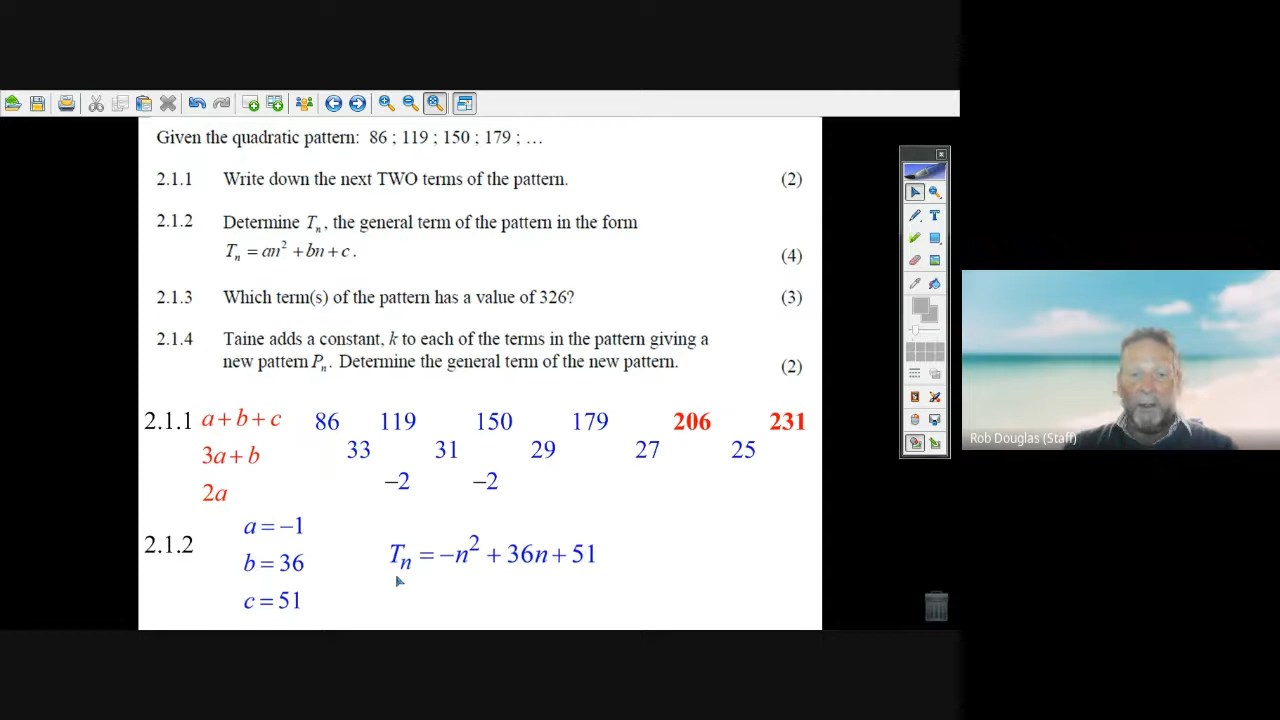 Given the quadratic pattern: 86 ; 119 ; 150 ; 179 ; …
2.1.1 Write down the next TWO terms of the pattern. (2)
2.1.2 Determine Tₙ, the general term of the pattern in the form
Tₙ = an² + bn + c. (4)
2.1.3 Which term(s) of the pattern has a value of 326? (3)
2.1.4 Taine adds a constant, k to each of the terms in the pattern giving a
new pattern Pₙ. Determine the general term of the new pattern. (2)
2.1.1 a + b + c 86 119 150 179 206 231
3a + b 33 31 29 27 25
2a −2 −2
a = −1
2.1.2 Tₙ = −n² + 36n + 51
b = 36
c = 51
Rob Douglas (Staff)